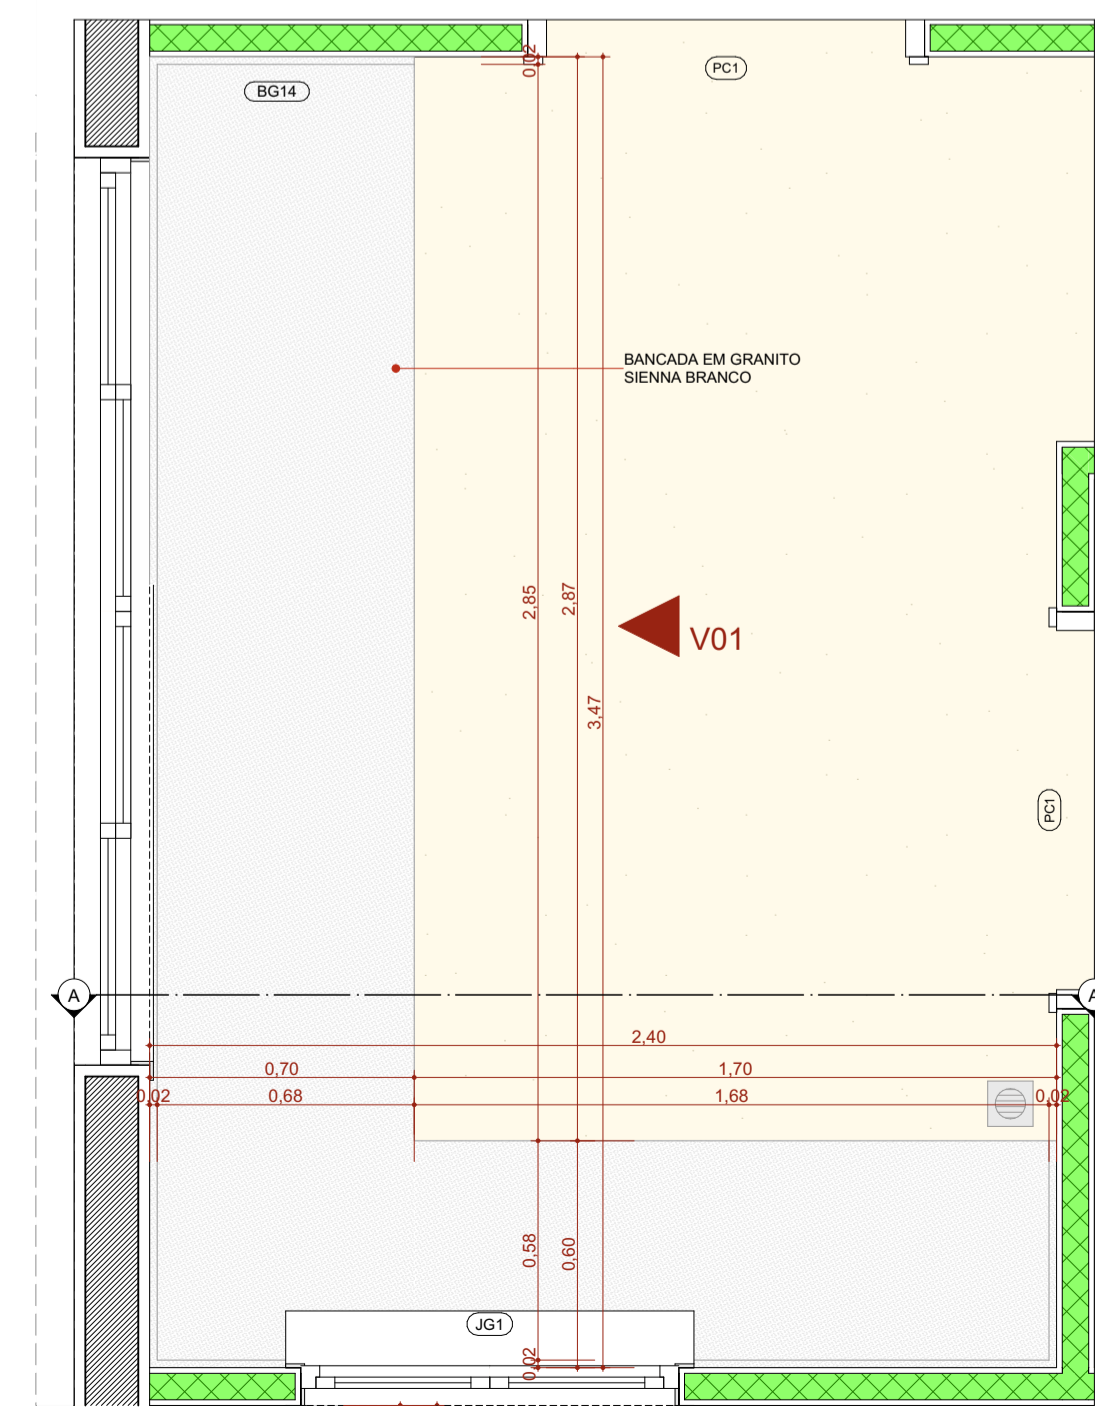 0,02
PC1
BG14
BANCADA EM GRANITO
SIENNA BRANCO
2,85
2,87
V01
3,47
PC1
A
A
2,40
0,70
1,70
0,02
0,68
1,68
0,02
0,58
0,60
JG1
0,02